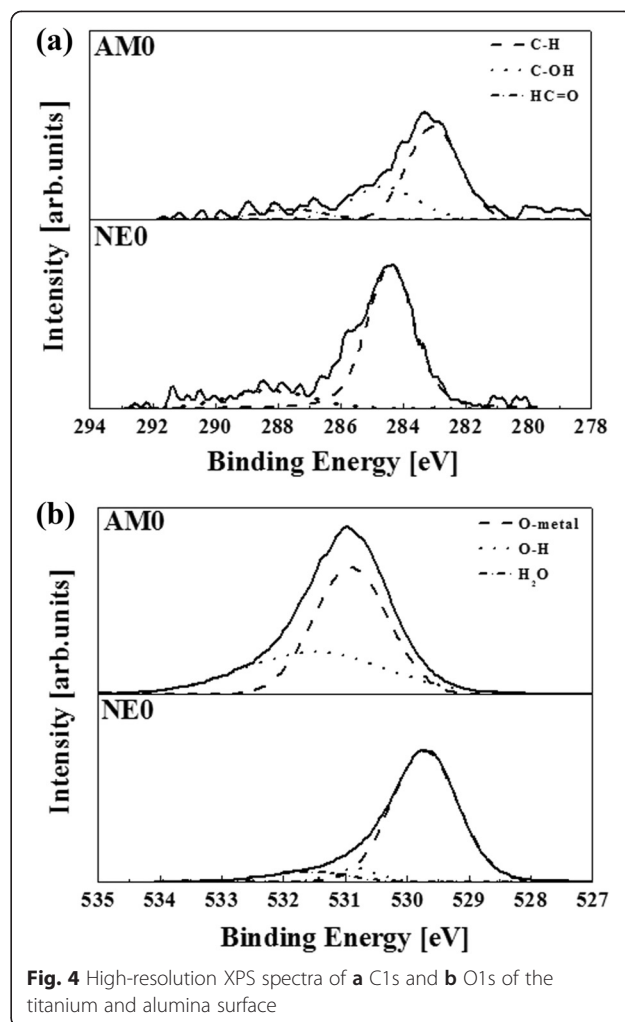 (a)
AM0
C-H
C-OH
HC=O
NE0
Intensity [arb.units]
294 292 290 288 286 284 282 280 278
Binding Energy [eV]
(b)
AM0
O-metal
O-H
H₂O
NE0
Intensity [arb.units]
535 534 533 532 531 530 529 528 527
Binding Energy [eV]
Fig. 4 High-resolution XPS spectra of a C1s and b O1s of the
titanium and alumina surface